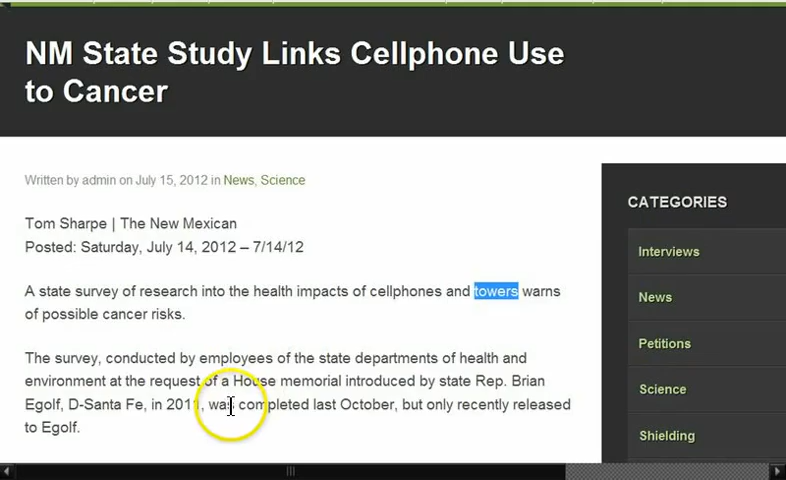 NM State Study Links Cellphone Use
to Cancer
Written by admin on July 15, 2012 in News, Science
Tom Sharpe | The New Mexican
Posted: Saturday, July 14, 2012 – 7/14/12
A state survey of research into the health impacts of cellphones and towers warns
of possible cancer risks.
The survey, conducted by employees of the state departments of health and
environment at the request of a House memorial introduced by state Rep. Brian
Egolf, D-Santa Fe, in 2011, was completed last October, but only recently released
to Egolf.
CATEGORIES
Interviews
News
Petitions
Science
Shielding